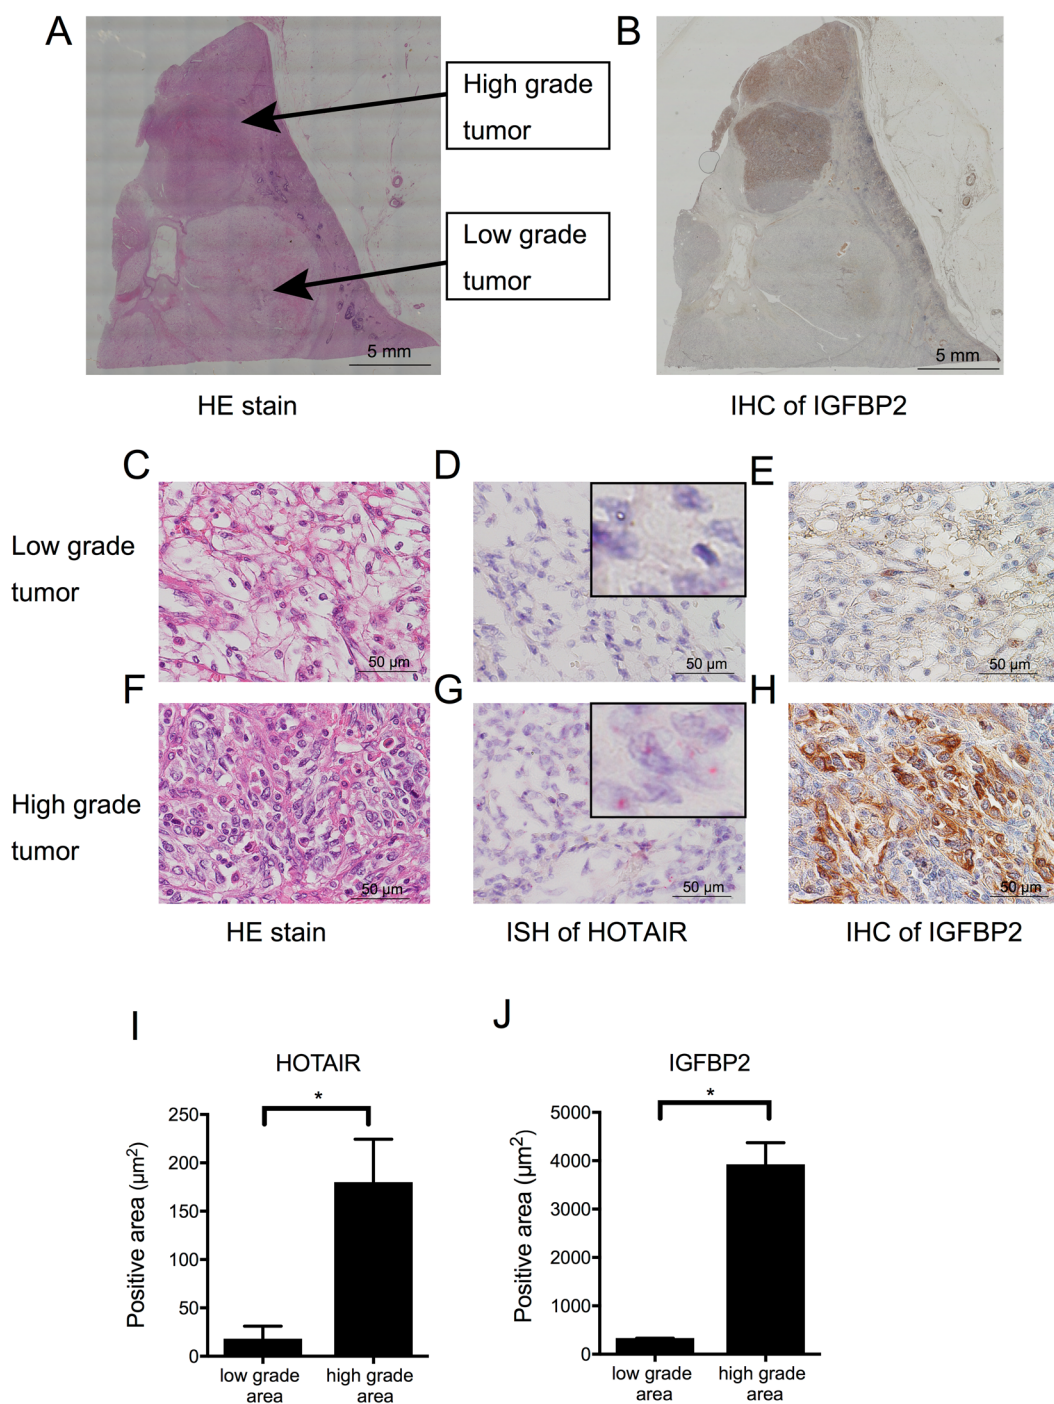 A
B
High grade
tumor
Low grade
tumor
5 mm
5 mm
HE stain
IHC of IGFBP2
C
D
E
Low grade
tumor
50 µm
50 µm
50 µm
F
G
H
High grade
tumor
50 µm
50 µm
50 µm
HE stain
ISH of HOTAIR
IHC of IGFBP2
I
J
HOTAIR
IGFBP2
*
*
Positive area (µm²)
250
200
150
100
50
0
low grade
area
high grade
area
Positive area (µm²)
5000
4000
3000
2000
1000
0
low grade
area
high grade
area